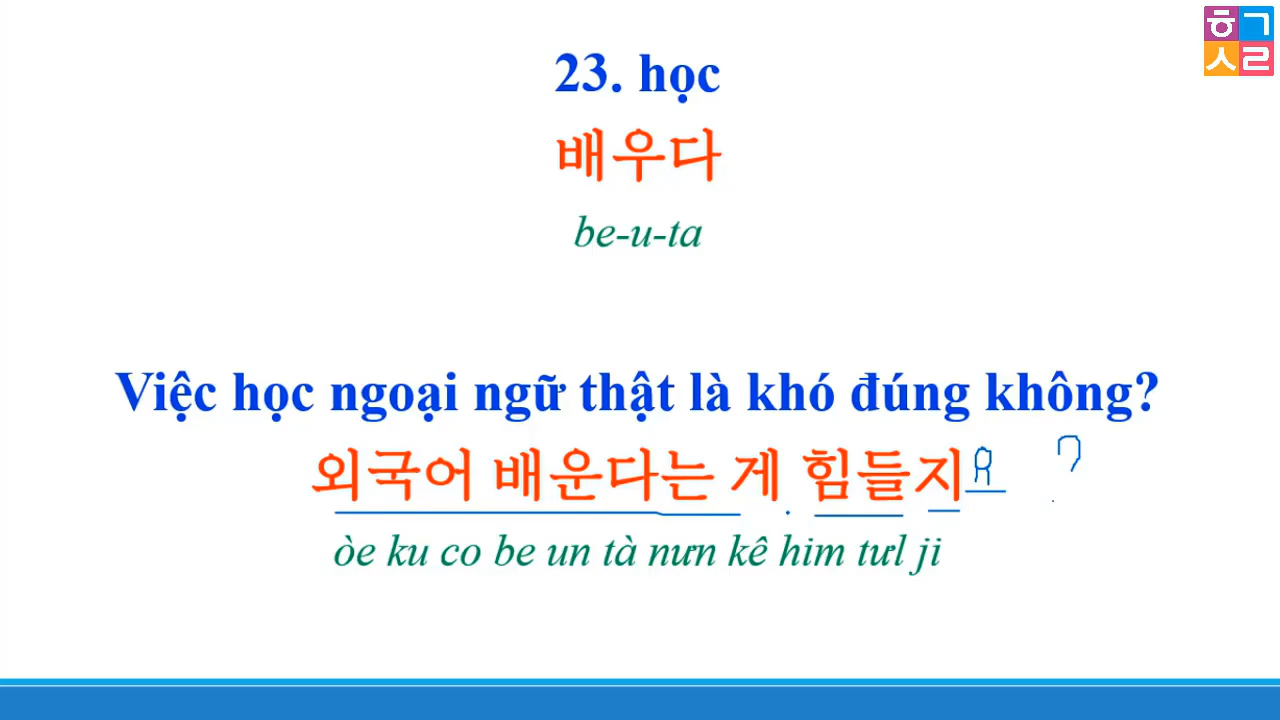 ㅎㄱ
ㅅㄹ
23. học
배우다
be-u-ta
Việc học ngoại ngữ thật là khó đúng không?
외국어 배운다는 게 힘들지요 ?
òe ku co be un tà nưn kê him tưl ji